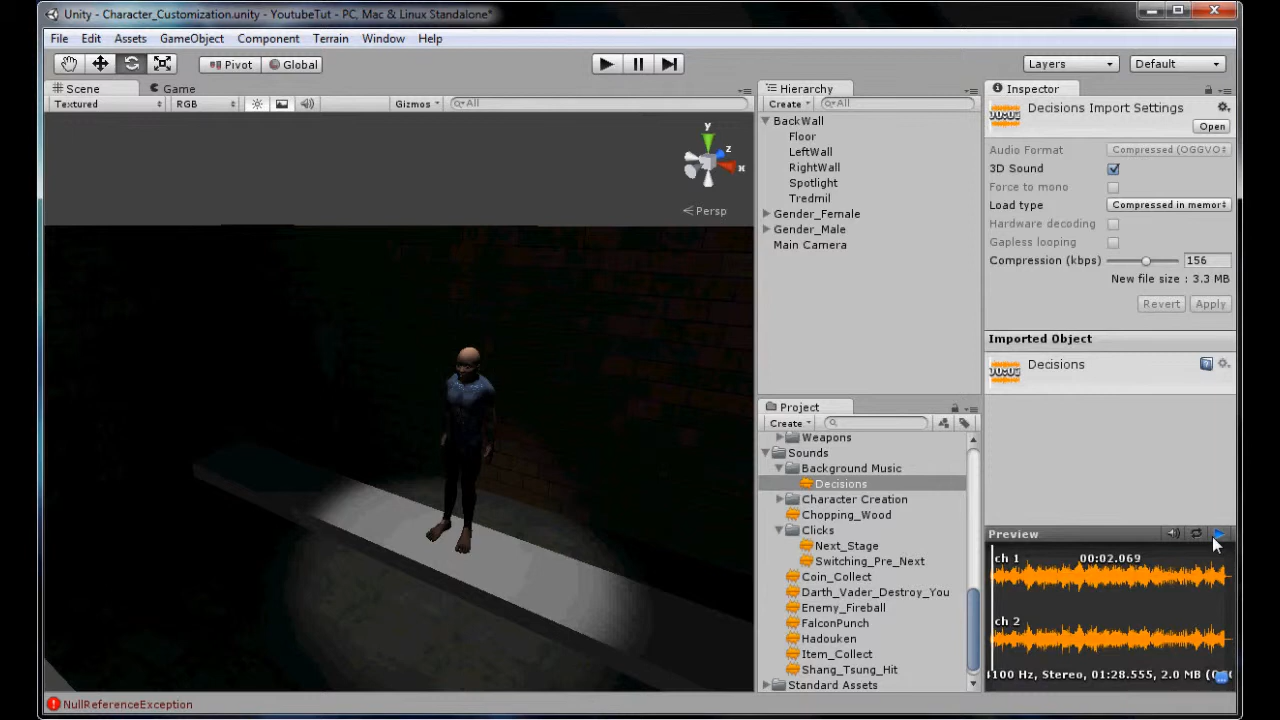 Unity - Character_Customization.unity - YoutubeTut - PC, Mac & Linux Standalone*
File Edit Assets GameObject Component Terrain Window Help
Pivot Global Layers Default
Scene Game
Textured RGB Gizmos All
y
z
x
Persp
Hierarchy
Create All
BackWall
Floor
LeftWall
RightWall
Spotlight
Tredmil
Gender_Female
Gender_Male
Main Camera
Project
Create
Weapons
Sounds
Background Music
Decisions
Character Creation
Chopping_Wood
Clicks
Next_Stage
Switching_Pre_Next
Coin_Collect
Darth_Vader_Destroy_You
Enemy_Fireball
FalconPunch
Hadouken
Item_Collect
Shang_Tsung_Hit
Standard Assets
Inspector
Decisions Import Settings
Open
Audio Format Compressed (OGGVO
3D Sound
Force to mono
Load type Compressed in memor
Hardware decoding
Gapless looping
Compression (kbps) 156
New file size : 3.3 MB
Revert Apply
Imported Object
Decisions
Preview
ch 1 00:02.069
ch 2
100 Hz, Stereo, 01:28.555, 2.0 MB
NullReferenceException